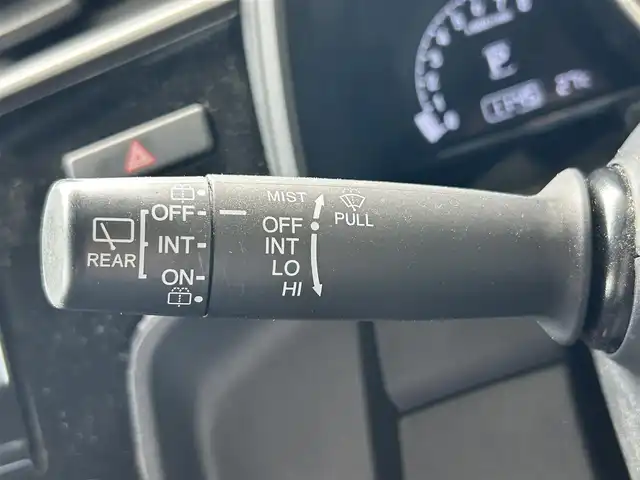 MIST
OFF
OFF
PULL
REAR
INT
INT
ON
LO
HI